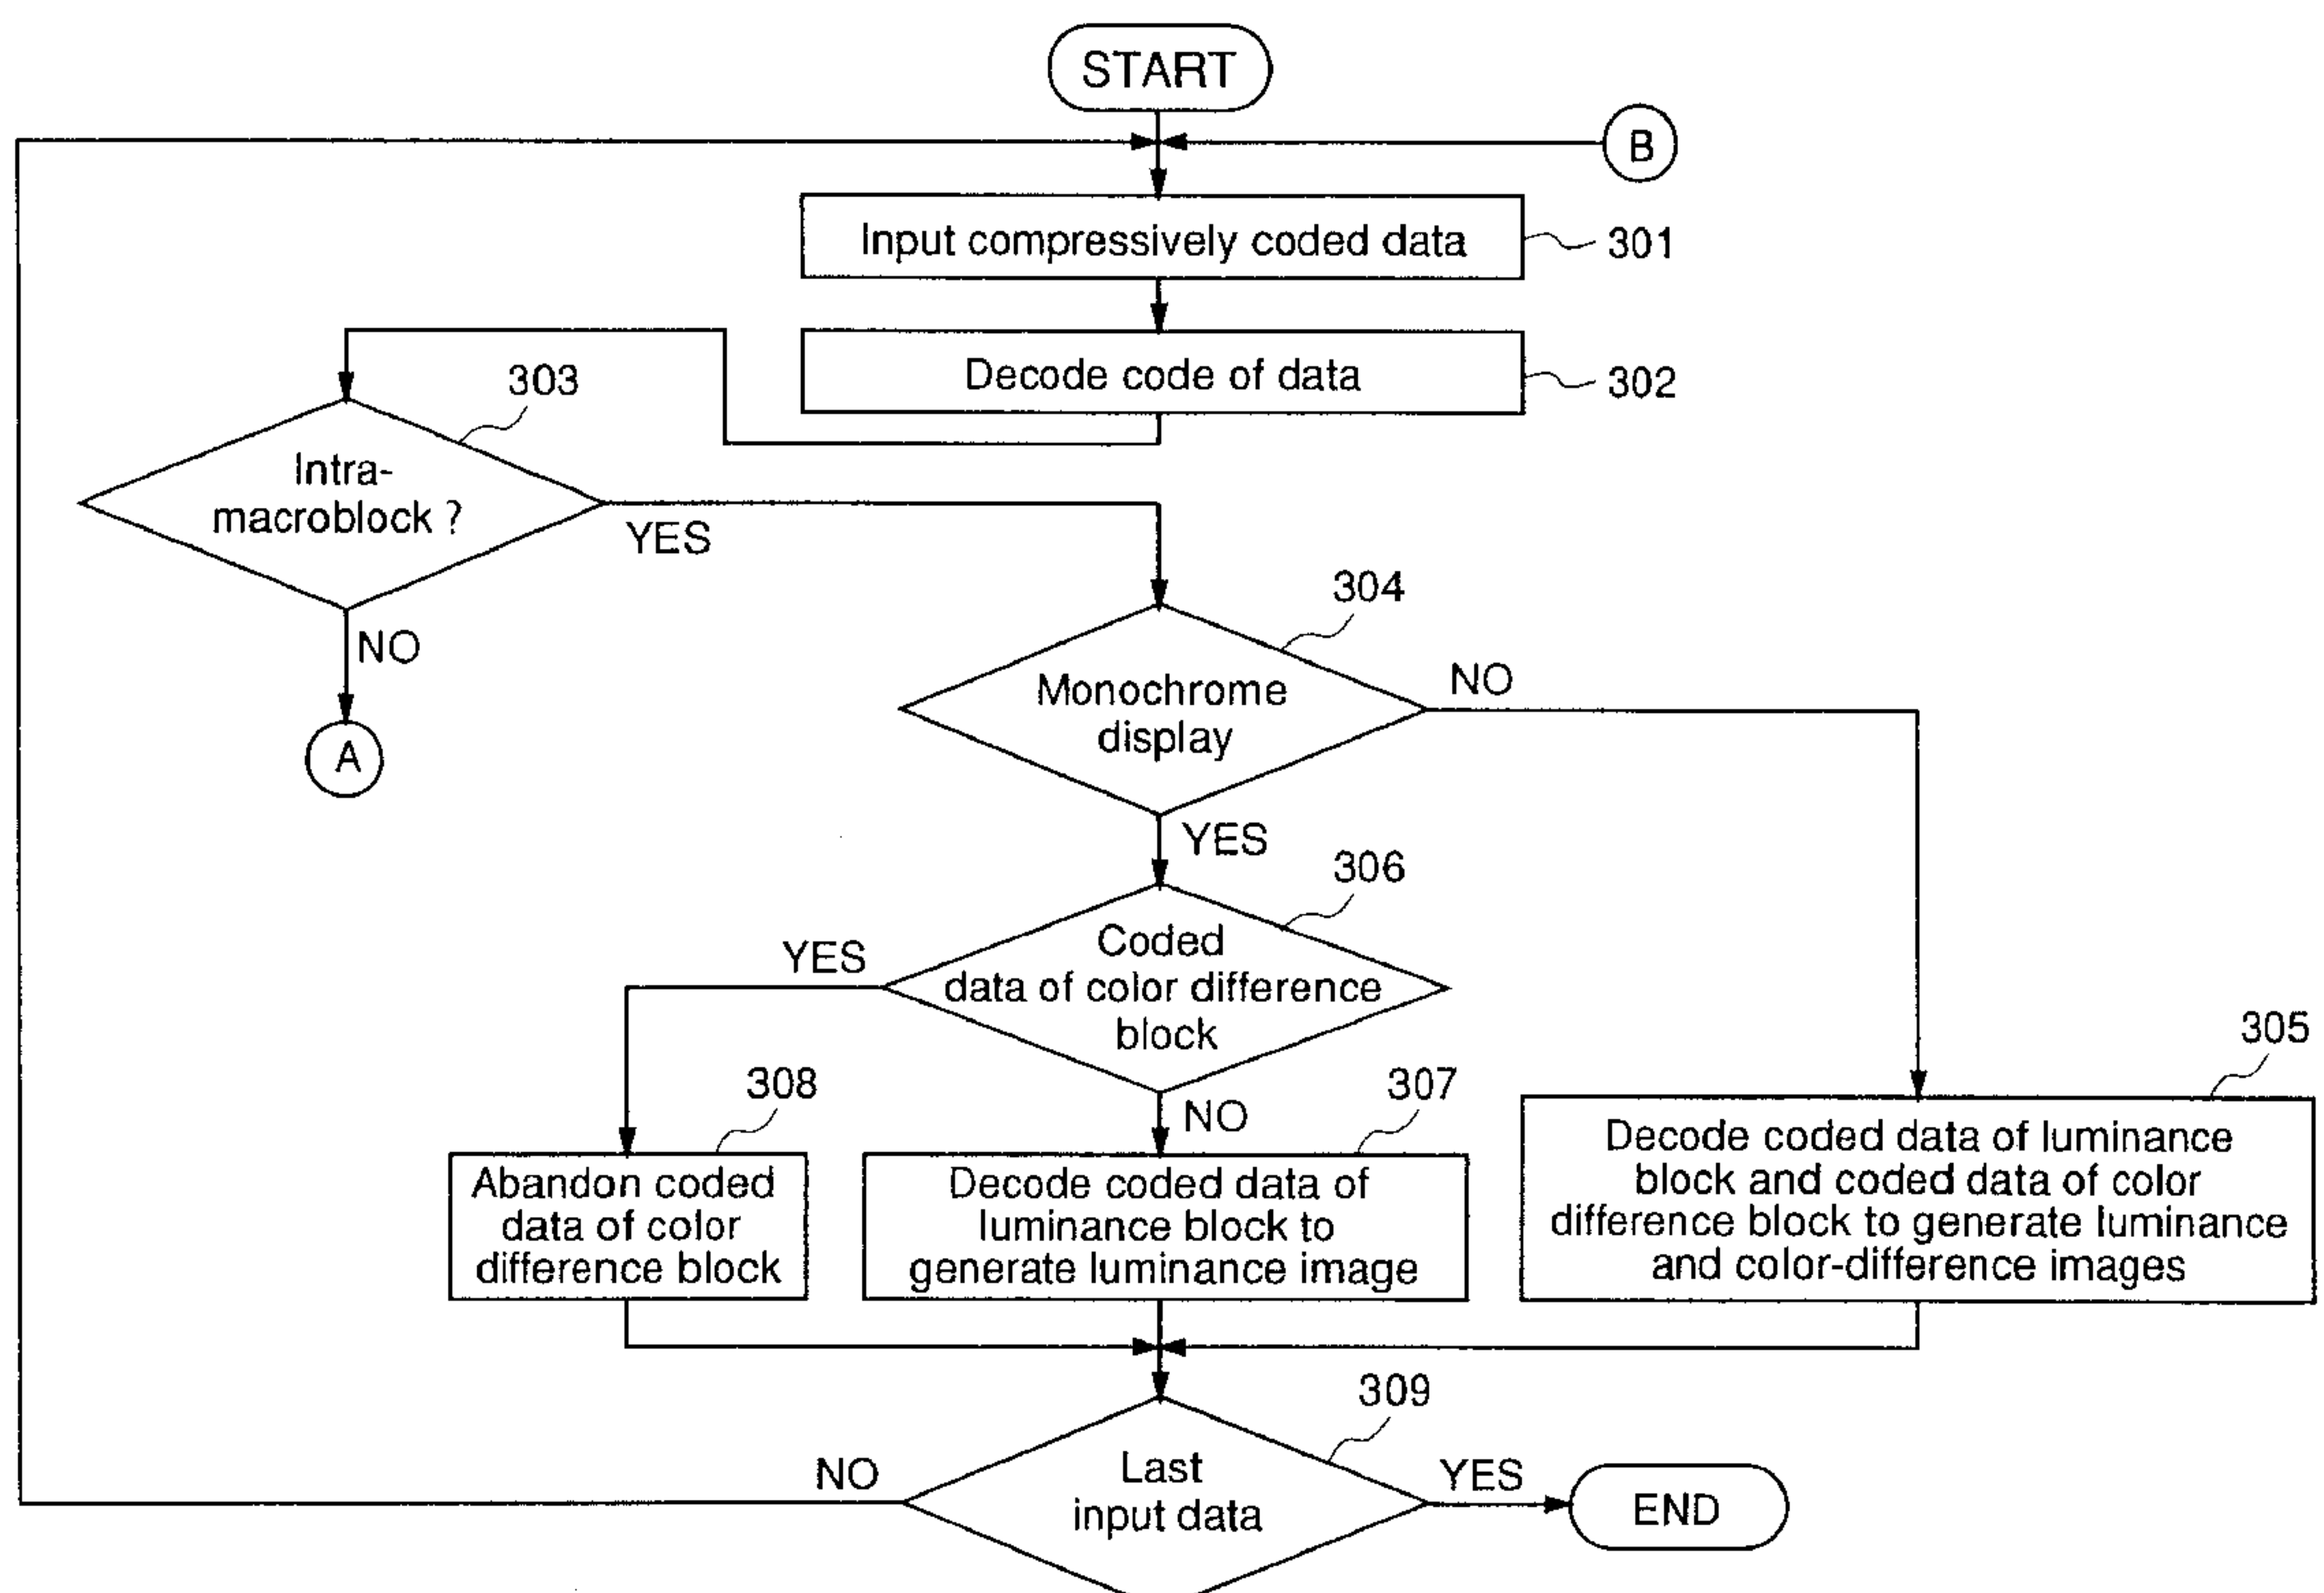 START
B
Input compressively coded data
301
Decode code of data
302
303
Intra-
macroblock ?
YES
NO
A
304
Monochrome
display
NO
YES
306
Coded
data of color difference
block
YES
NO
308
Abandon coded
data of color
difference block
307
Decode coded data of
luminance block to
generate luminance image
305
Decode coded data of luminance
block and coded data of color
difference block to generate luminance
and color-difference images
309
Last
input data
NO
YES
END